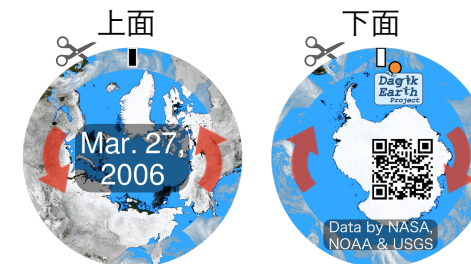 上面
下面
Mar. 27,
2006
Dagik
Earth
Project
Data by NASA,
NOAA & USGS